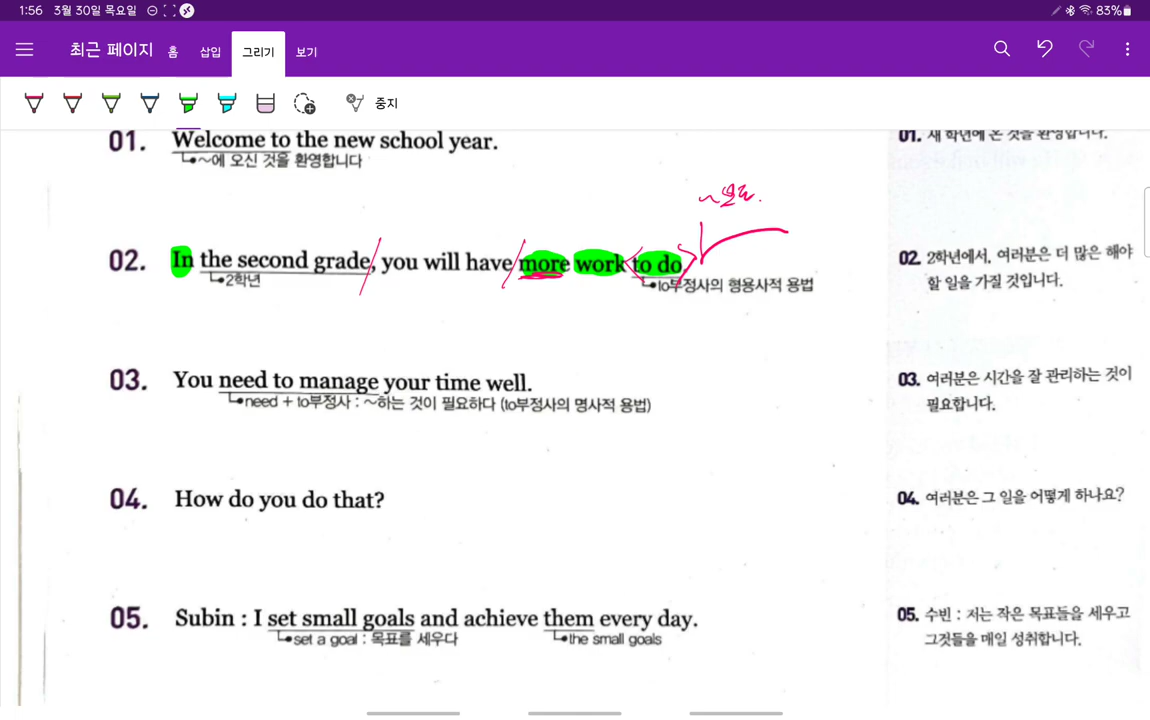 1:56 3월 30일 목요일 83%
최근 페이지 홈 삽입 그리기 보기
중지
01. Welcome to the new school year.
~에 오신 것을 환영합니다
01. 새 학년에 온 것을 환영합니다.
02. In the second grade, you will have more work to do.
2학년
to부정사의 형용사적 용법
02. 2학년에서, 여러분은 더 많은 해야
할 일을 가질 것입니다.
03. You need to manage your time well.
need + to부정사 : ~하는 것이 필요하다 (to부정사의 명사적 용법)
03. 여러분은 시간을 잘 관리하는 것이
필요합니다.
04. How do you do that?
04. 여러분은 그 일을 어떻게 하나요?
05. Subin : I set small goals and achieve them every day.
set a goal : 목표를 세우다
the small goals
05. 수빈 : 저는 작은 목표들을 세우고
그것들을 매일 성취합니다.